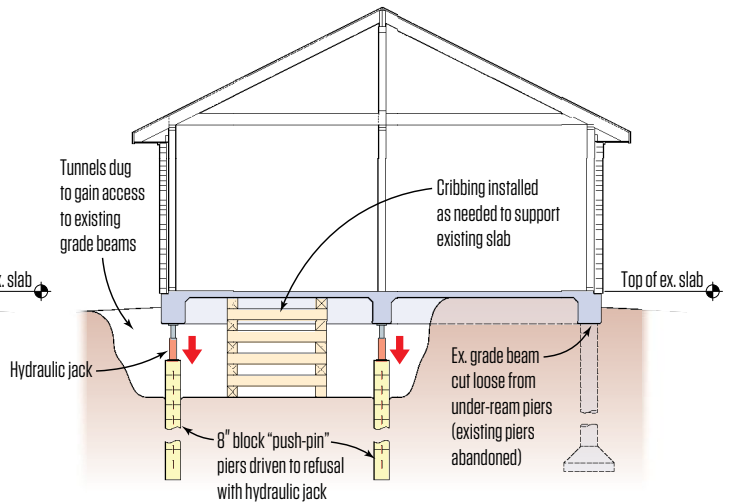 Tunnels dug
to gain access
to existing
grade beams
Cribbing installed
as needed to support
existing slab
x. slab
Top of ex. slab
Hydraulic jack
Ex. grade beam
cut loose from
under-ream piers
(existing piers
abandoned)
8" block “push-pin”
piers driven to refusal
with hydraulic jack